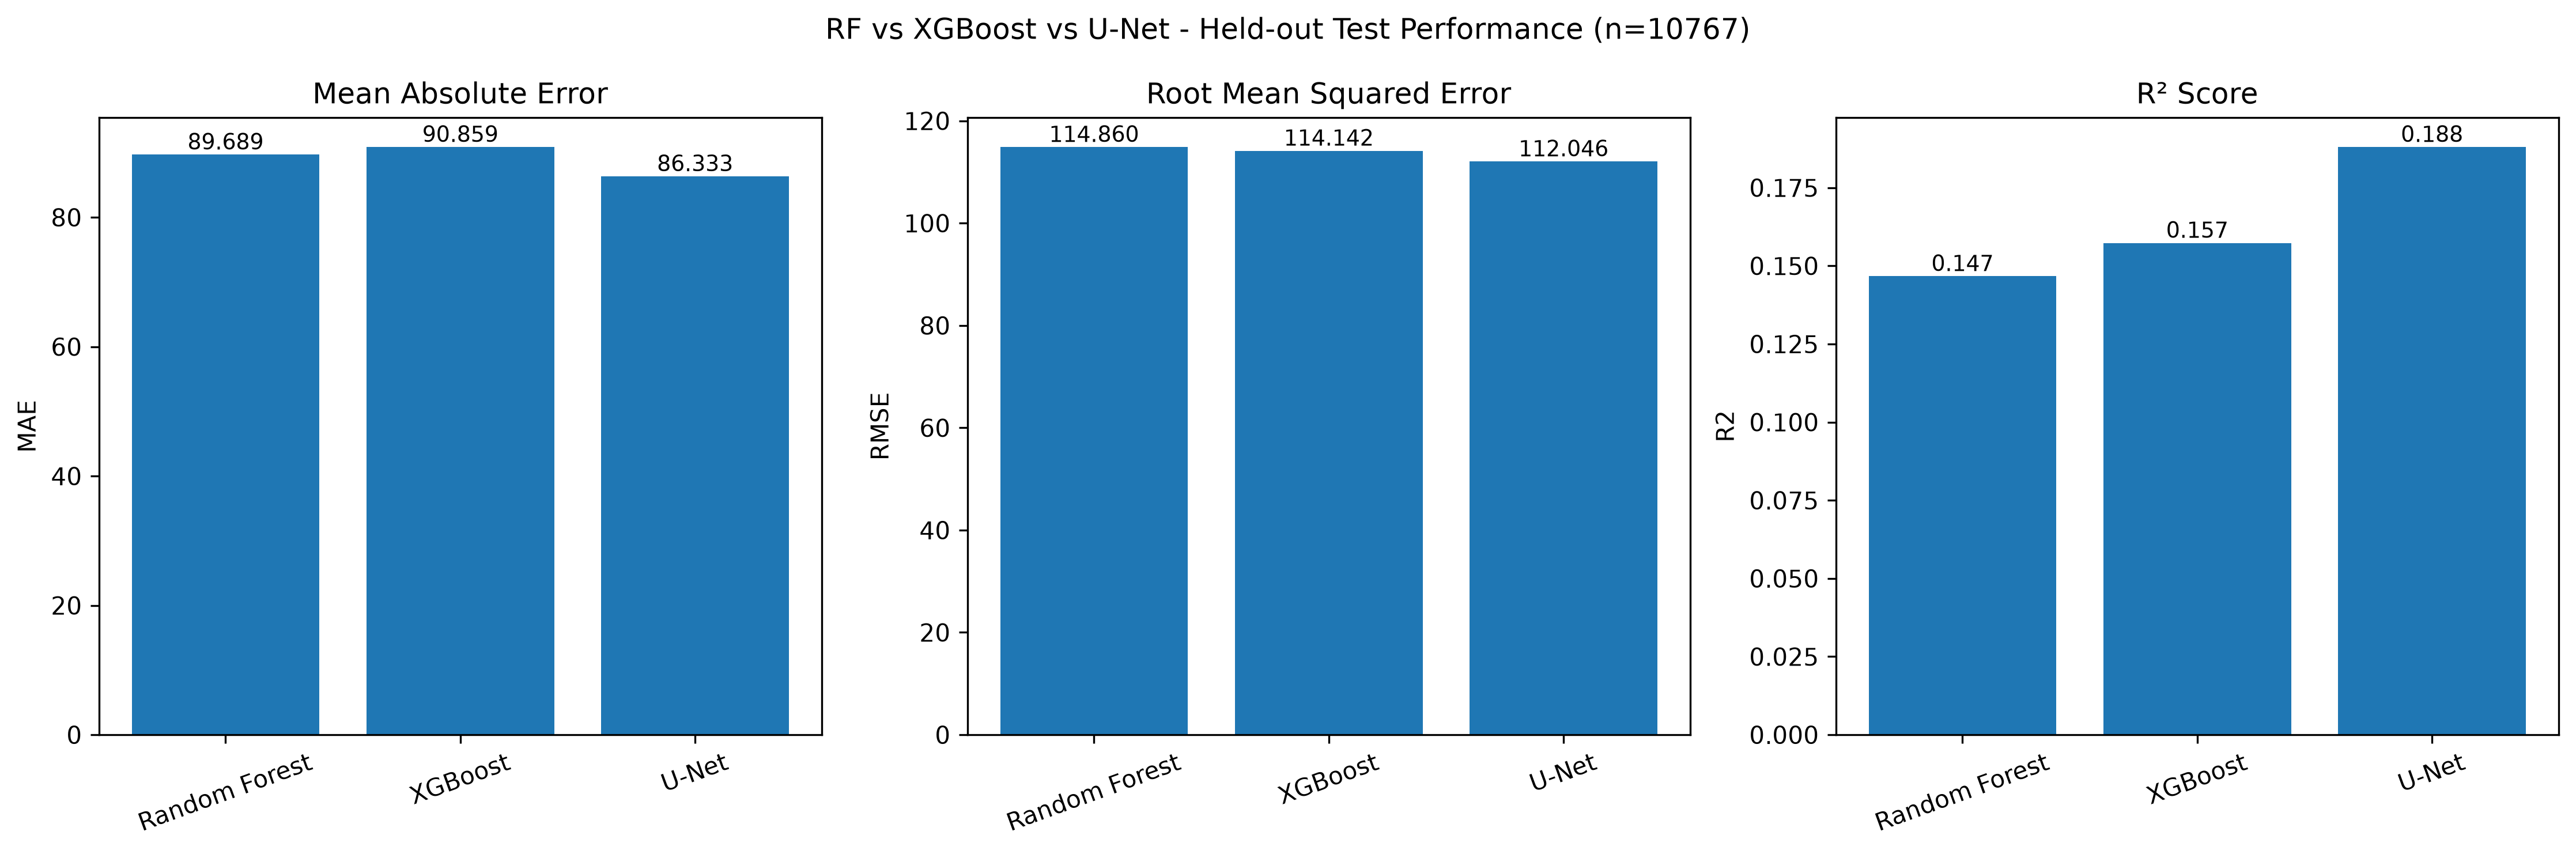 RF vs XGBoost vs U-Net - Held-out Test Performance (n=10767)
Mean Absolute Error
89.689
90.859
86.333
80
60
40
20
0
MAE
Random Forest
XGBoost
U-Net
Root Mean Squared Error
120
114.860
114.142
112.046
100
80
60
40
20
0
RMSE
Random Forest
XGBoost
U-Net
R² Score
0.188
0.157
0.147
0.175
0.150
0.125
0.100
0.075
0.050
0.025
0.000
R2
Random Forest
XGBoost
U-Net